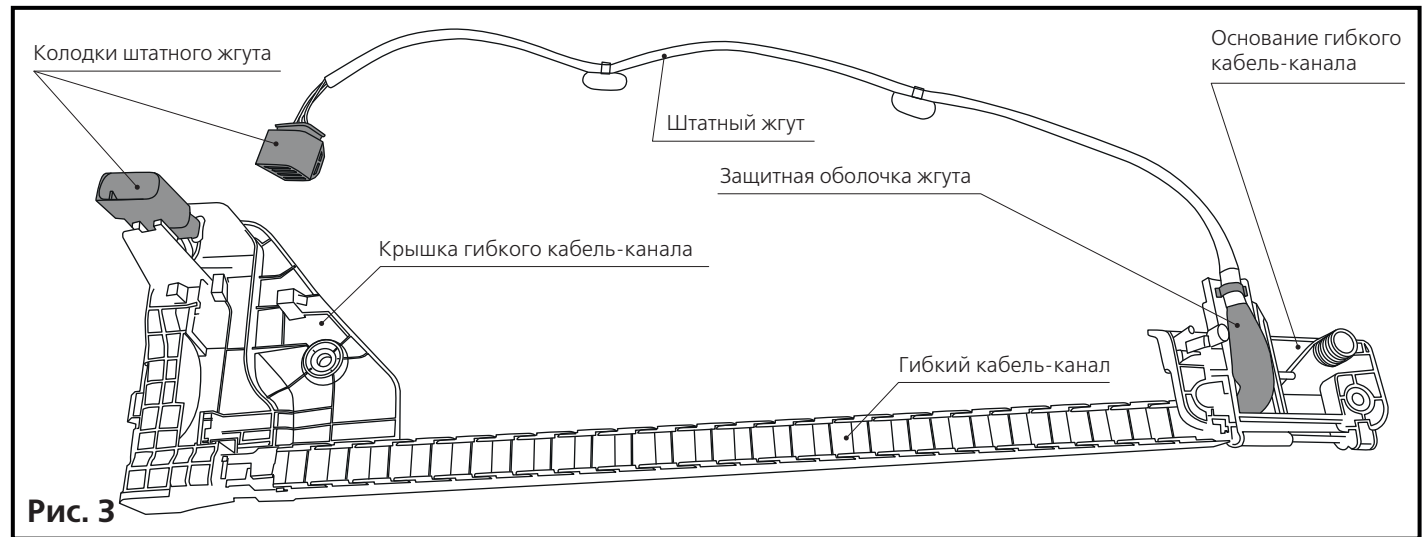 Колодки штатного жгута
Основание гибкого
кабель-канала
Штатный жгут
Защитная оболочка жгута
Крышка гибкого кабель-канала
Гибкий кабель-канал
Рис. 3